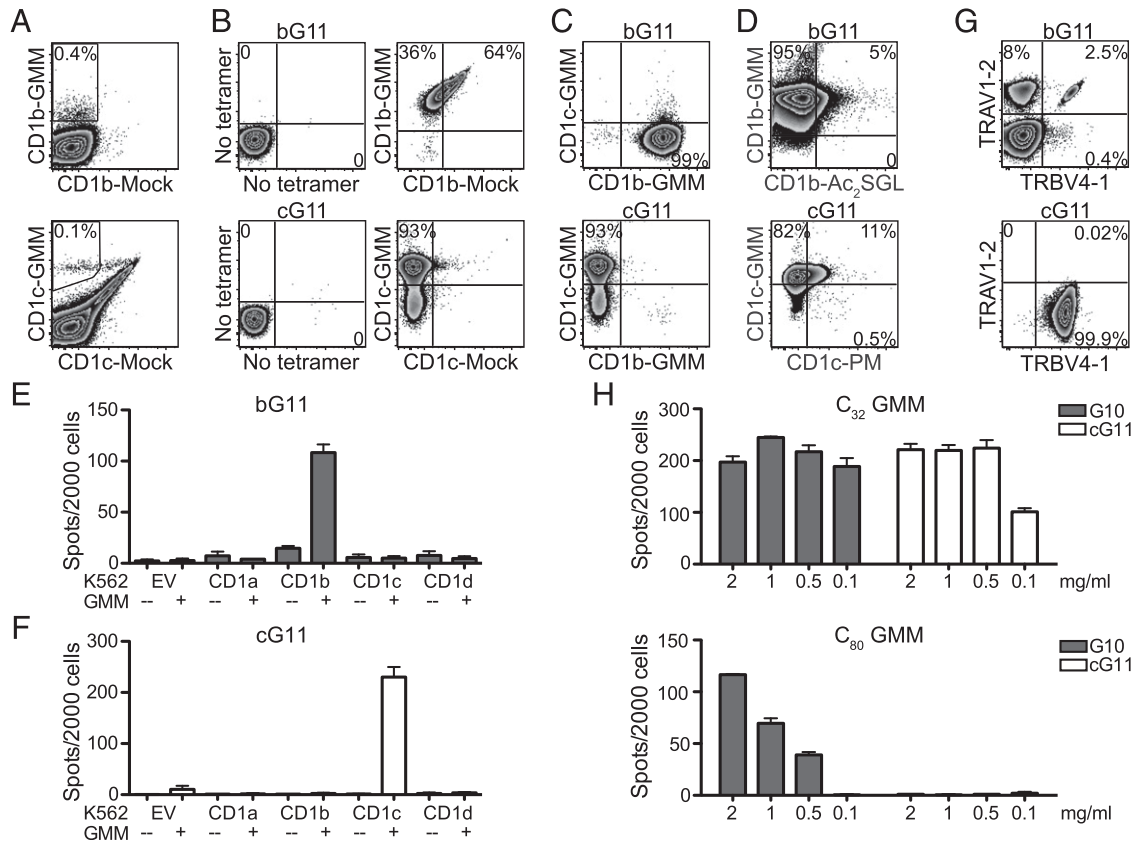 A
0.4%
CD1b-GMM
CD1b-Mock
0.1%
CD1c-GMM
CD1c-Mock
B
bG11
0
No tetramer
0
No tetramer
36% 64%
CD1b-GMM
CD1b-Mock
cG11
0
No tetramer
0
No tetramer
93%
CD1c-GMM
CD1c-Mock
C
bG11
CD1c-GMM
99%
CD1b-GMM
cG11
93%
CD1c-GMM
CD1b-GMM
D
bG11
95% 5%
CD1b-GMM
0
CD1b-Ac2SGL
cG11
82% 11%
CD1c-GMM
0.5%
CD1c-PM
G
bG11
8% 2.5%
TRAV1-2
0.4%
TRBV4-1
cG11
0 0.02%
TRAV1-2
99.9%
TRBV4-1
E
bG11
Spots/2000 cells
150
100
50
0
K562 EV CD1a CD1b CD1c CD1d
GMM -- + -- + -- + -- + -- +
F
cG11
Spots/2000 cells
300
200
100
0
K562 EV CD1a CD1b CD1c CD1d
GMM -- + -- + -- + -- + -- +
H
C32 GMM
G10
cG11
Spots/2000 cells
300
200
100
0
2 1 0.5 0.1 2 1 0.5 0.1 mg/ml
C80 GMM
G10
cG11
Spots/2000 cells
150
100
50
0
2 1 0.5 0.1 2 1 0.5 0.1 mg/ml